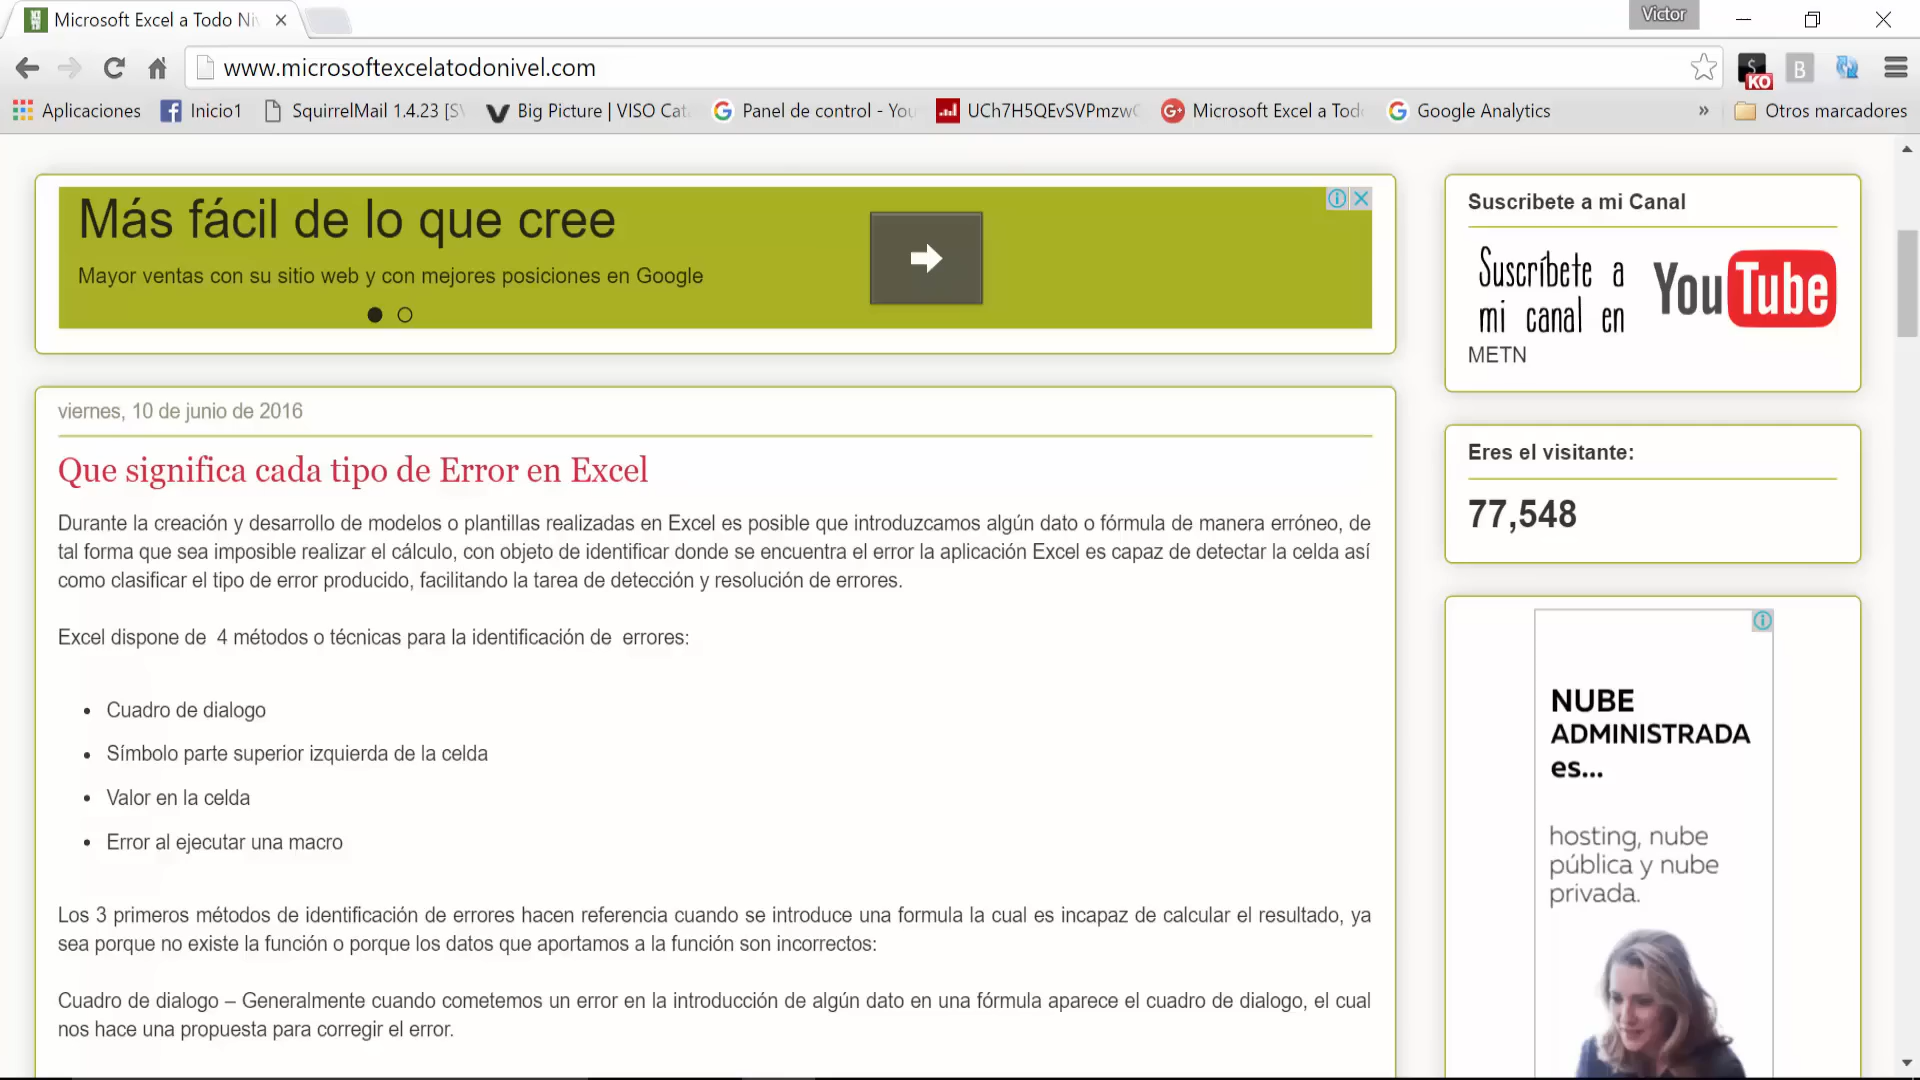 Microsoft Excel a Todo Ni
Victor
www.microsoftexcelatodonivel.com
S
KO
B
Aplicaciones
Inicio1
SquirrelMail 1.4.23 [S
Big Picture | VISO Cat
Panel de control - You
UCh7H5QEvSVPmzw
Microsoft Excel a Tod
Google Analytics
»
Otros marcadores
Más fácil de lo que cree
Mayor ventas con su sitio web y con mejores posiciones en Google
viernes, 10 de junio de 2016
Que significa cada tipo de Error en Excel
Durante la creación y desarrollo de modelos o plantillas realizadas en Excel es posible que introduzcamos algún dato o fórmula de manera erróneo, de
tal forma que sea imposible realizar el cálculo, con objeto de identificar donde se encuentra el error la aplicación Excel es capaz de detectar la celda así
como clasificar el tipo de error producido, facilitando la tarea de detección y resolución de errores.
Excel dispone de  4 métodos o técnicas para la identificación de  errores:
• Cuadro de dialogo
• Símbolo parte superior izquierda de la celda
• Valor en la celda
• Error al ejecutar una macro
Los 3 primeros métodos de identificación de errores hacen referencia cuando se introduce una formula la cual es incapaz de calcular el resultado, ya
sea porque no existe la función o porque los datos que aportamos a la función son incorrectos:
Cuadro de dialogo – Generalmente cuando cometemos un error en la introducción de algún dato en una fórmula aparece el cuadro de dialogo, el cual
nos hace una propuesta para corregir el error.
Suscribete a mi Canal
Suscríbete a
mi canal en
YouTube
METN
Eres el visitante:
77,548
NUBE
ADMINISTRADA
es...
hosting, nube
pública y nube
privada.